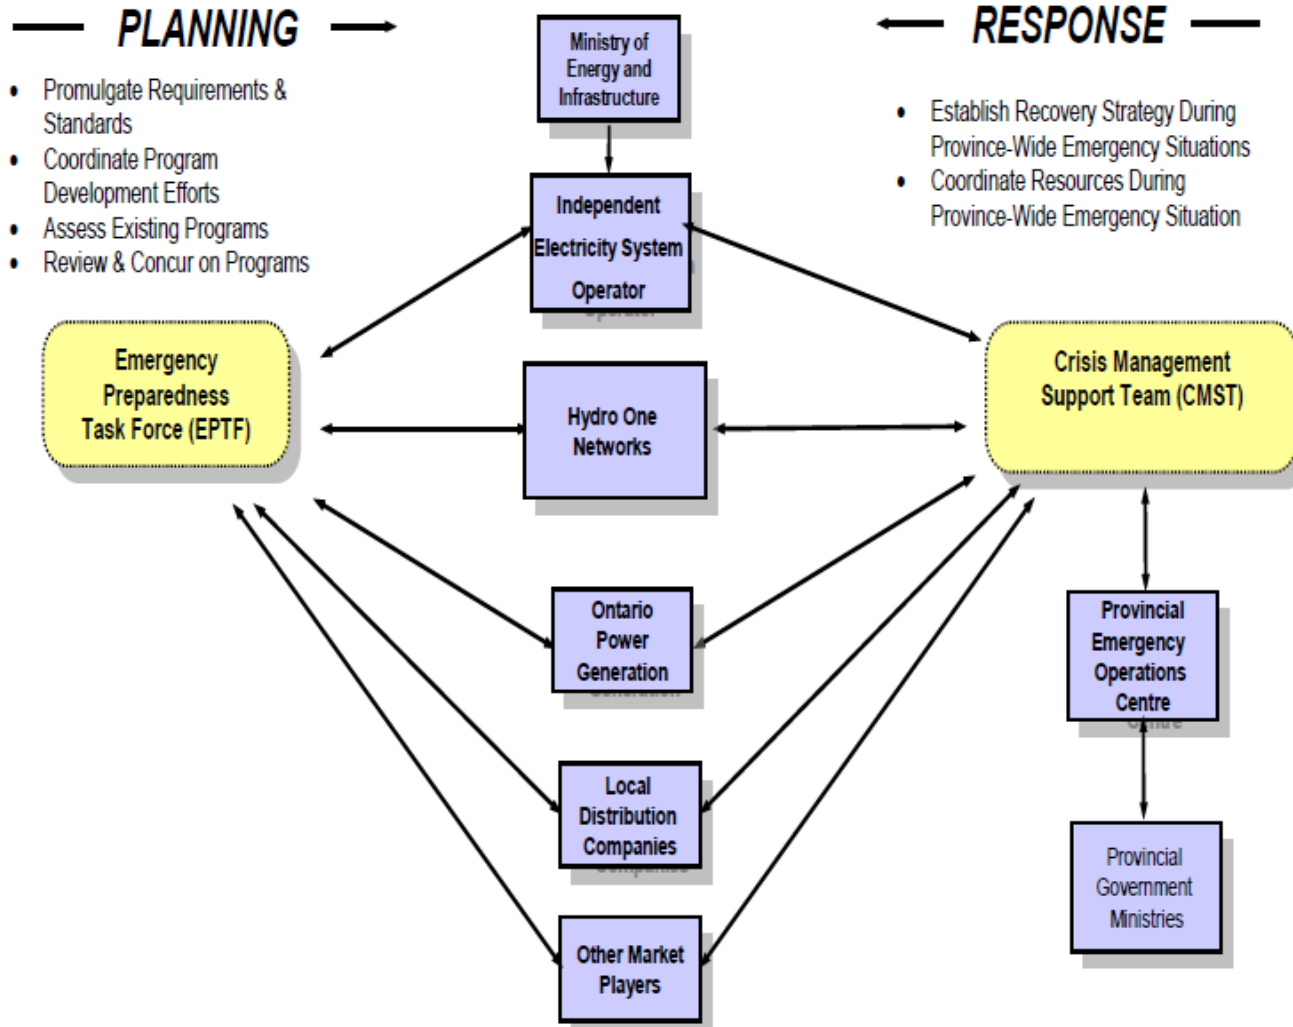 PLANNING
• Promulgate Requirements &
Standards
• Coordinate Program
Development Efforts
• Assess Existing Programs
• Review & Concur on Programs
RESPONSE
• Establish Recovery Strategy During
Province-Wide Emergency Situations
• Coordinate Resources During
Province-Wide Emergency Situation
Ministry of
Energy and
Infrastructure
Independent
Electricity System
Operator
Emergency
Preparedness
Task Force (EPTF)
Hydro One
Networks
Crisis Management
Support Team (CMST)
Ontario
Power
Generation
Provincial
Emergency
Operations
Centre
Local
Distribution
Companies
Provincial
Government
Ministries
Other Market
Players